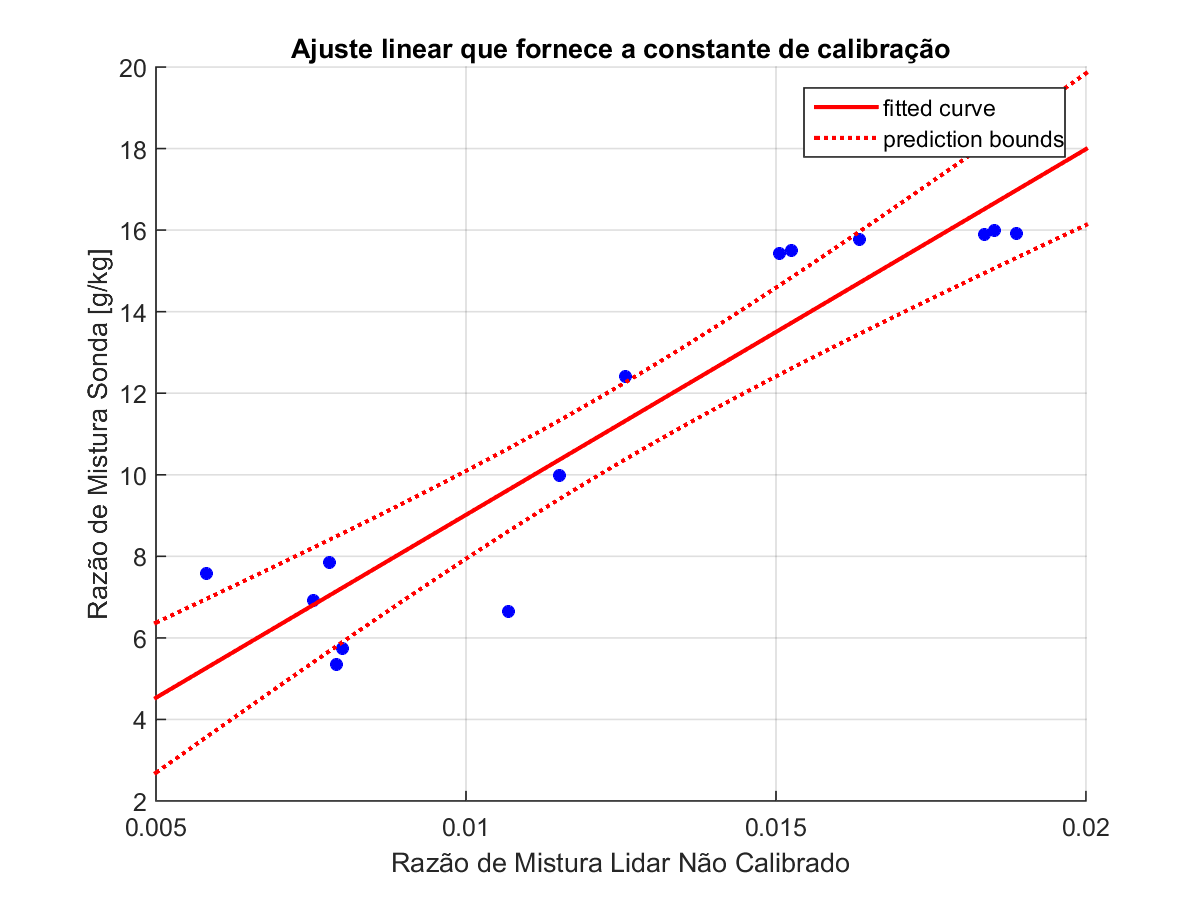 Ajuste linear que fornece a constante de calibração
20
18
16
14
12
10
8
6
4
2
Razão de Mistura Sonda [g/kg]
fitted curve
prediction bounds
0.005
0.01
0.015
0.02
Razão de Mistura Lidar Não Calibrado